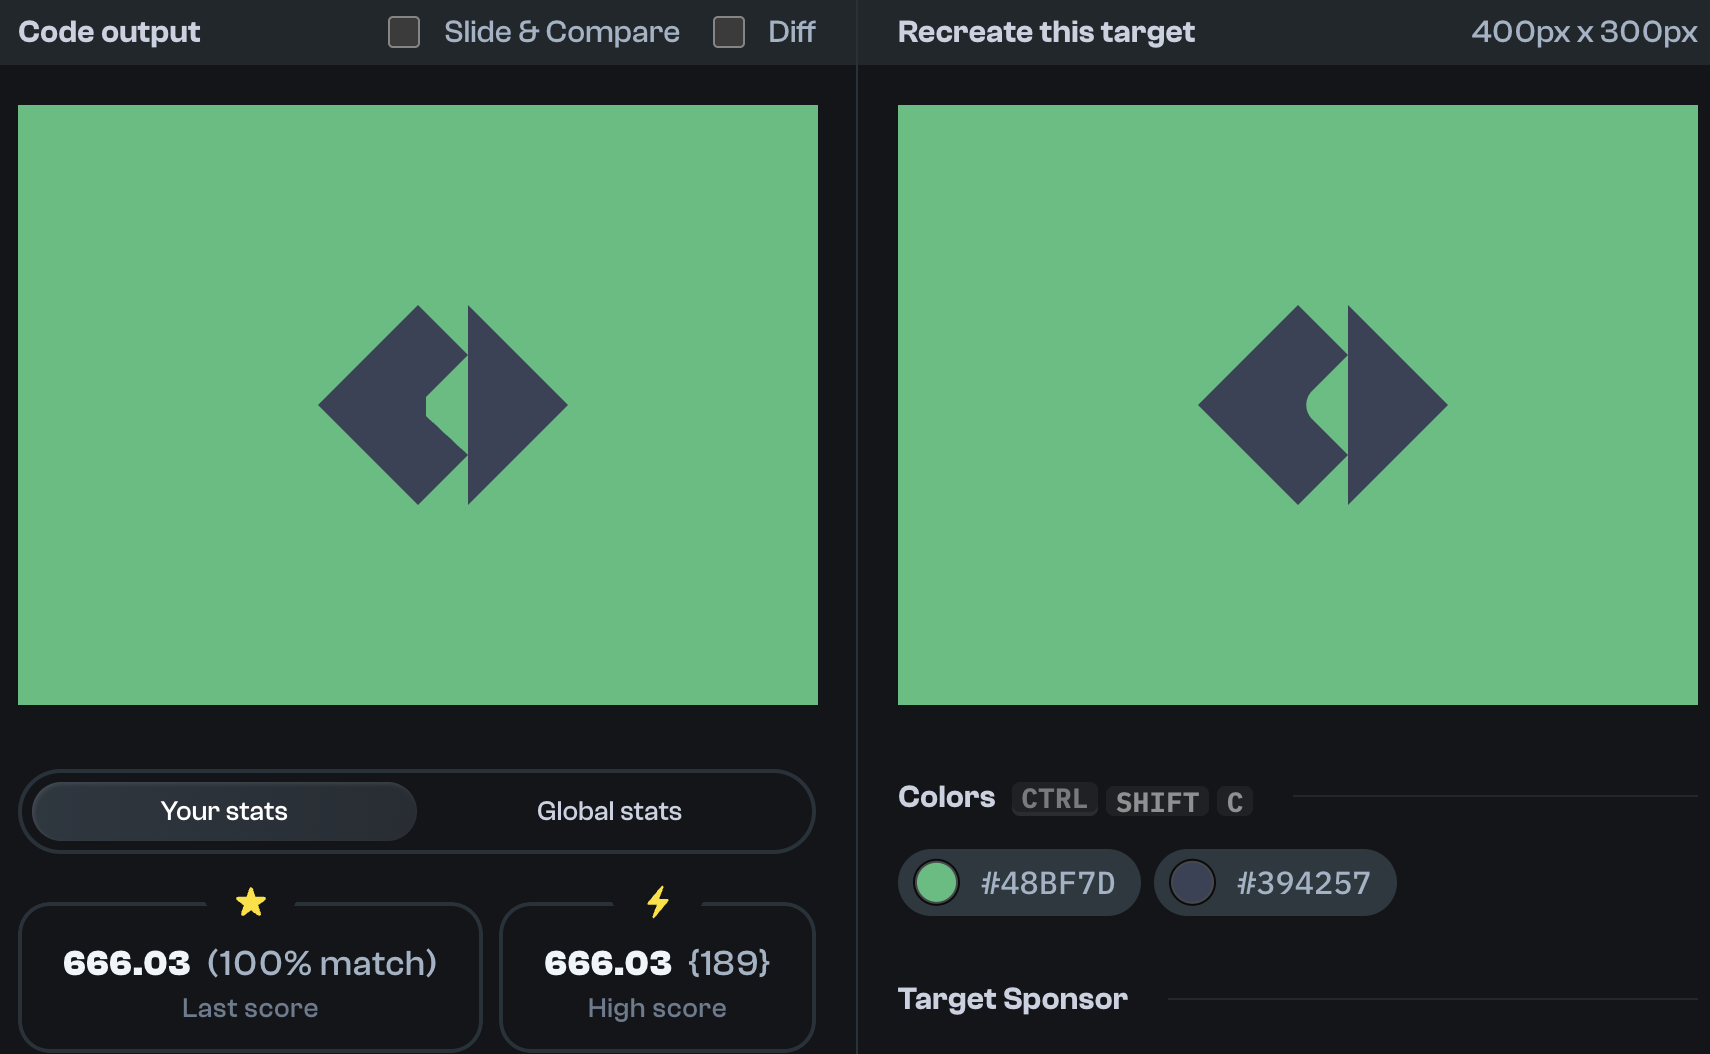 Code output
Slide & Compare
Diff
Recreate this target
400px x 300px
Your stats
Global stats
666.03 (100% match)
Last score
666.03 {189}
High score
Colors CTRL SHIFT C
#48BF7D
#394257
Target Sponsor